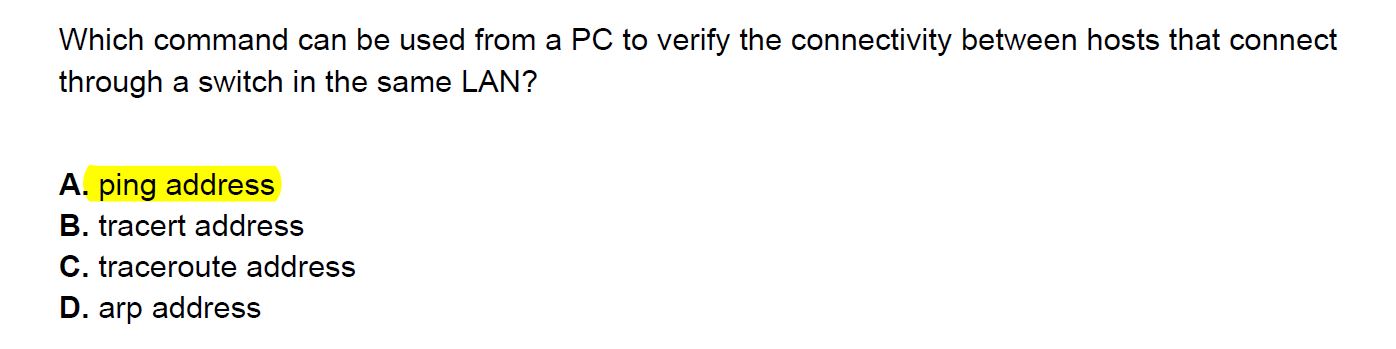 Which command can be used from a PC to verify the connectivity between hosts that connect
through a switch in the same LAN?
A. ping address
B. tracert address
C. traceroute address
D. arp address